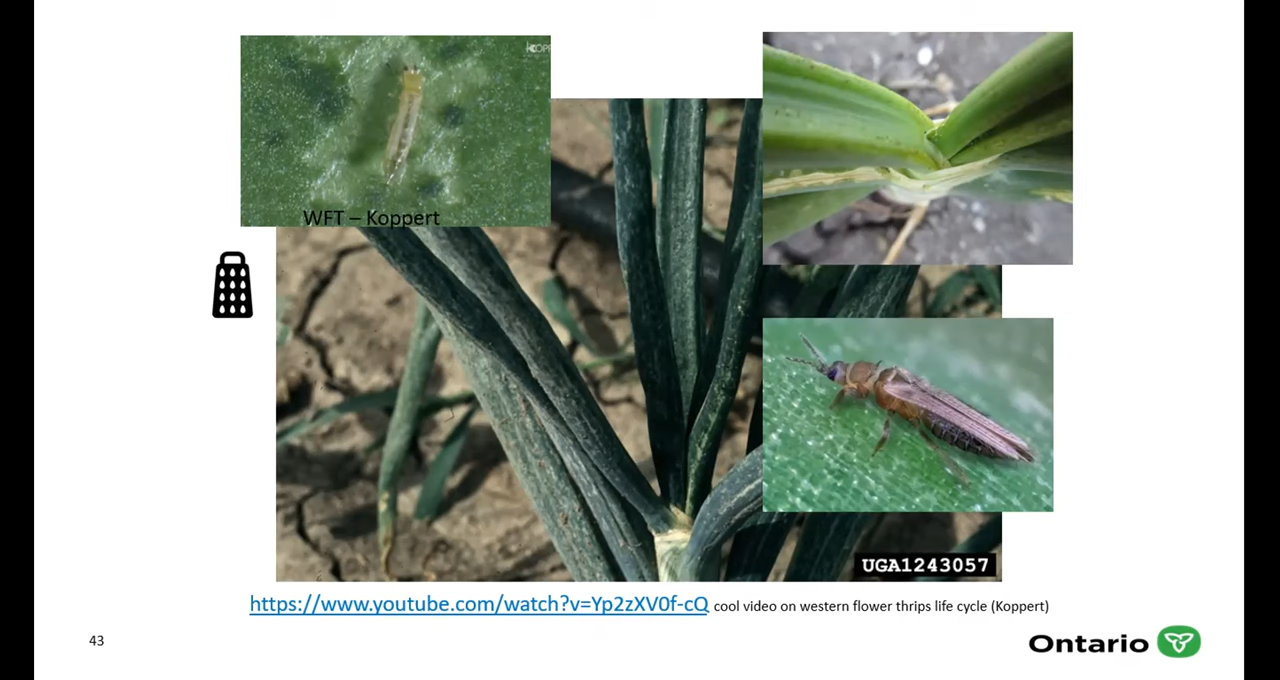 WFT – Koppert
UGA1243057
https://www.youtube.com/watch?v=Yp2zXV0f-cQ cool video on western flower thrips life cycle (Koppert)
43
Ontario